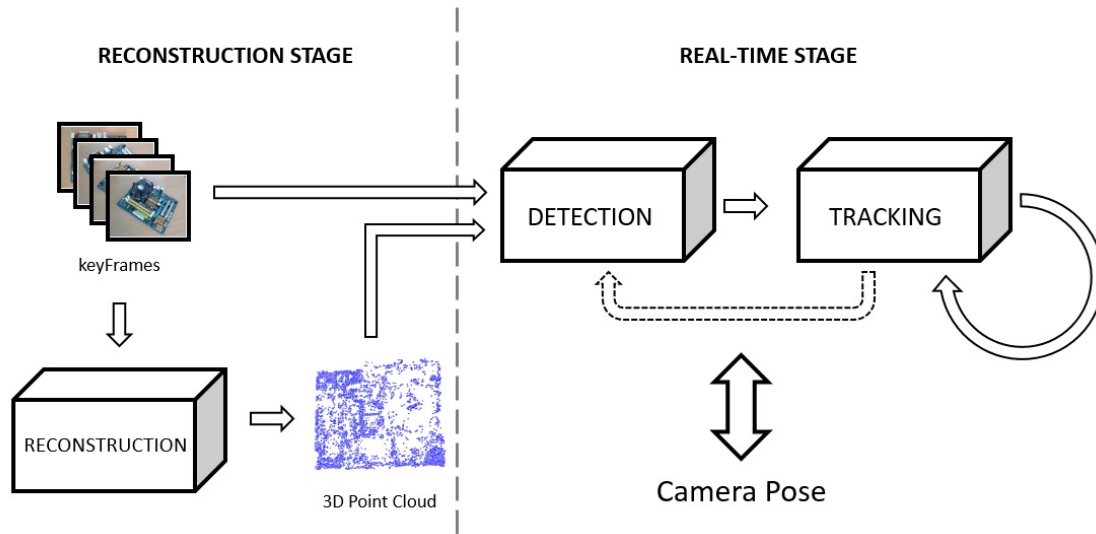 RECONSTRUCTION STAGE
REAL-TIME STAGE
keyFrames
DETECTION
TRACKING
RECONSTRUCTION
3D Point Cloud
Camera Pose